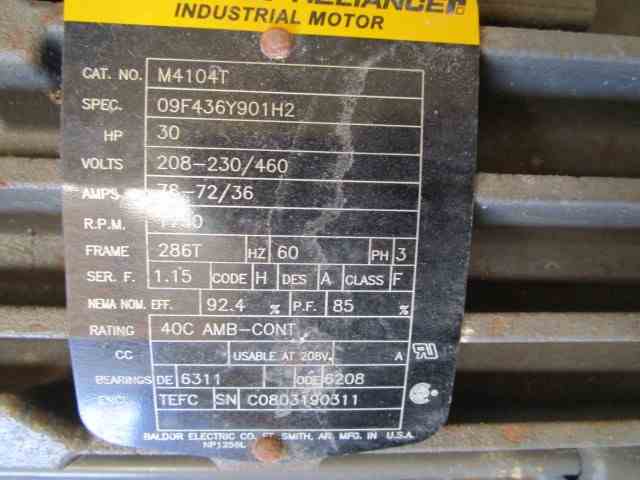 RELIANCE
INDUSTRIAL MOTOR
CAT. NO. M4104T
SPEC. 09F436Y901H2
HP 30
VOLTS 208-230/460
AMPS 78-72/36
R.P.M.
FRAME 286T HZ 60 PH 3
SER. F. 1.15 CODE H DES A CLASS F
NEMA NOM. EFF. 92.4 % P.F. 85 %
RATING 40C AMB-CONT
CC USABLE AT 208V. A
BEARINGS DE 6311 ODE 6208
ENCL TEFC SN C0803190311
BALDOR ELECTRIC CO. FT. SMITH, AR. MFG. IN U.S.A.
NP1256L